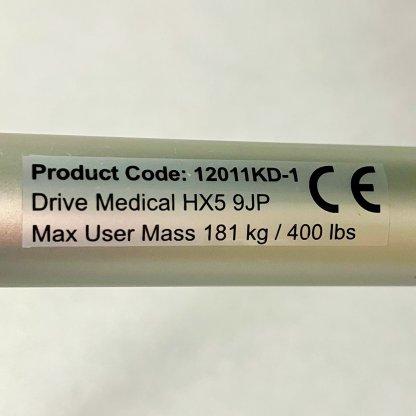 Product Code: 12011KD-1
Drive Medical HX5 9JP
Max User Mass 181 kg / 400 lbs
CE